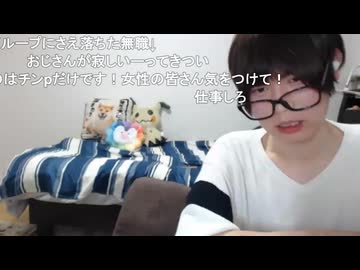 ループにさえ落ちた無職！
おじさんが寂しいーってきつい
はチンpだけです！女性の皆さん気をつけて！
仕事しろ